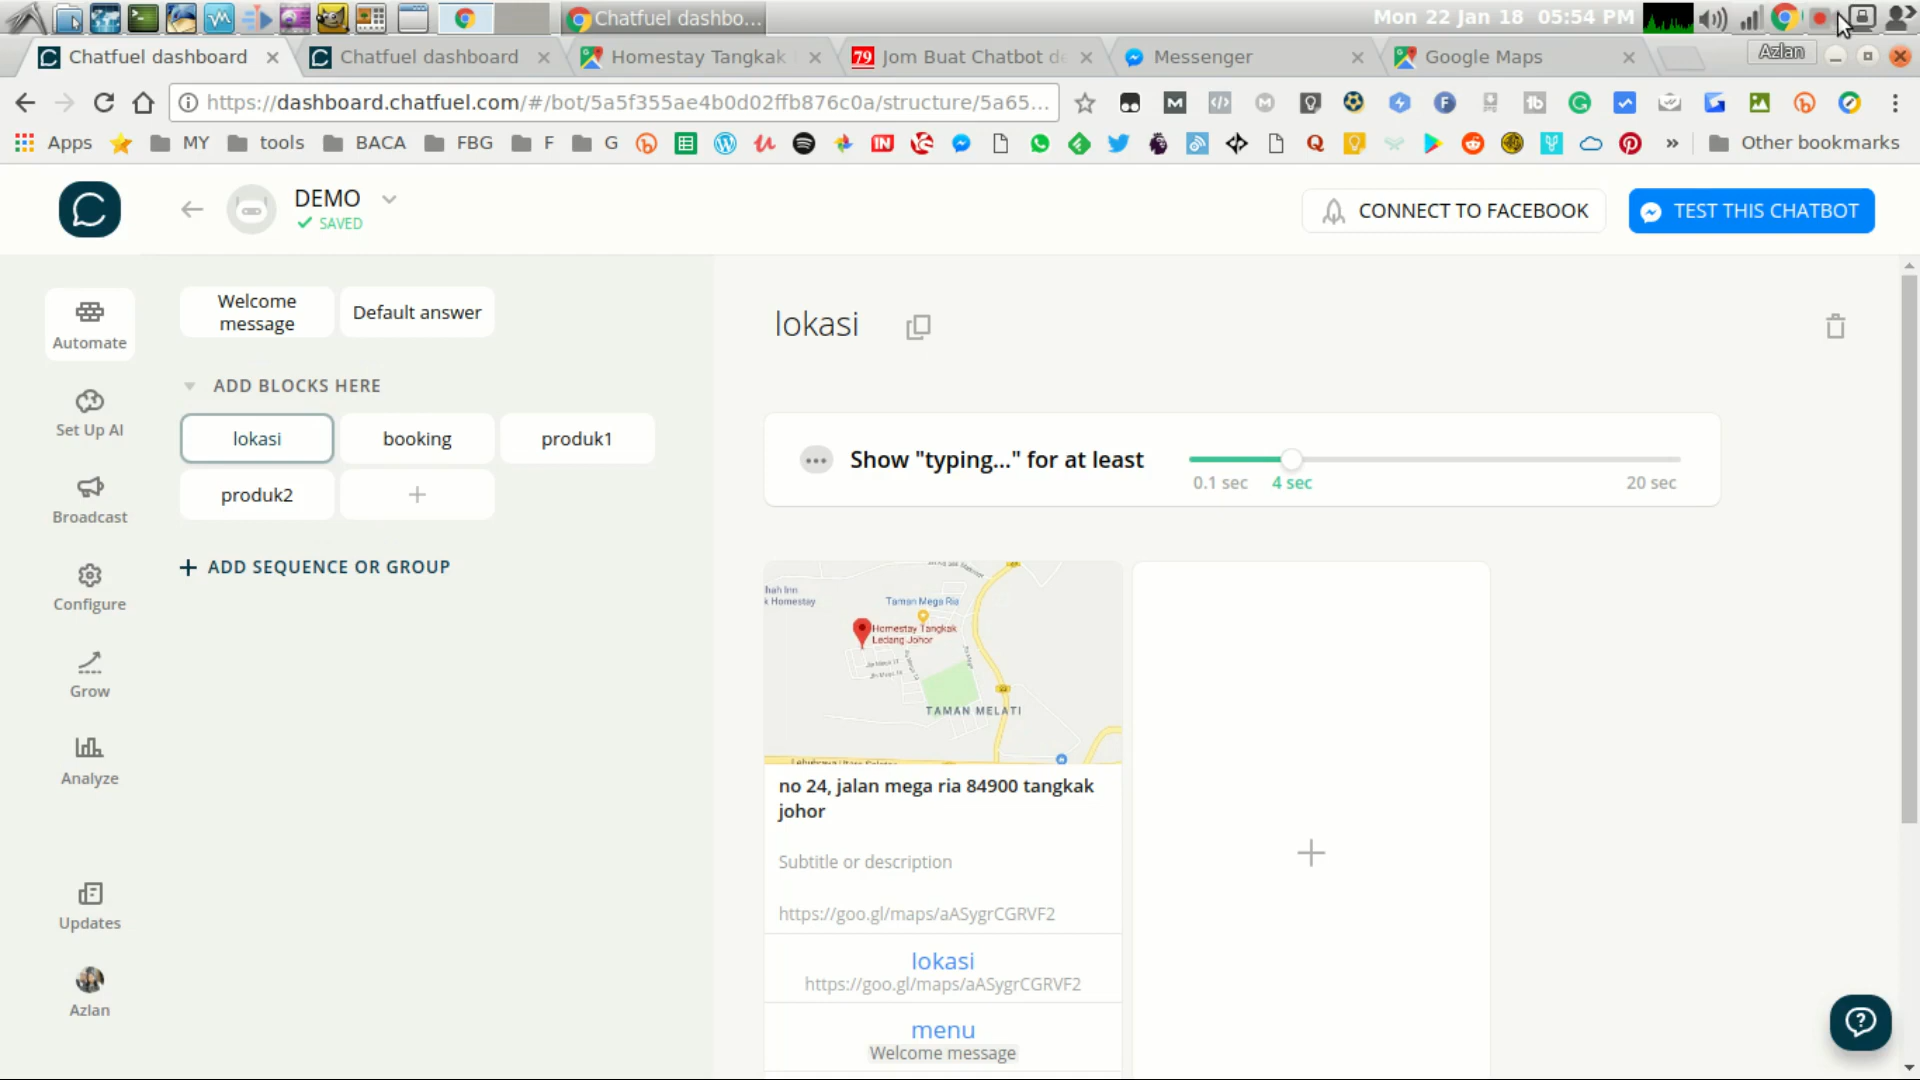 Chatfuel dashbo...
Mon 22 Jan 18 05:54 PM
Chatfuel dashboard
Chatfuel dashboard
Homestay Tangkak
Jom Buat Chatbot de
Messenger
Google Maps
Azlan
https://dashboard.chatfuel.com/#/bot/5a5f355ae4b0d02ffb876c0a/structure/5a65...
Apps
MY
tools
BACA
FBG
F
G
»
Other bookmarks
DEMO
SAVED
CONNECT TO FACEBOOK
TEST THIS CHATBOT
Automate
Set Up AI
Broadcast
Configure
Grow
Analyze
Updates
Azlan
Welcome
message
Default answer
ADD BLOCKS HERE
lokasi
booking
produk1
produk2
+
+ ADD SEQUENCE OR GROUP
lokasi
Show "typing..." for at least
0.1 sec
4 sec
20 sec
Taman Mega Ria
Homestay Tangkak
Ledang Johor
TAMAN MELATI
no 24, jalan mega ria 84900 tangkak
johor
Subtitle or description
https://goo.gl/maps/aASygrCGRVF2
lokasi
https://goo.gl/maps/aASygrCGRVF2
menu
Welcome message
+